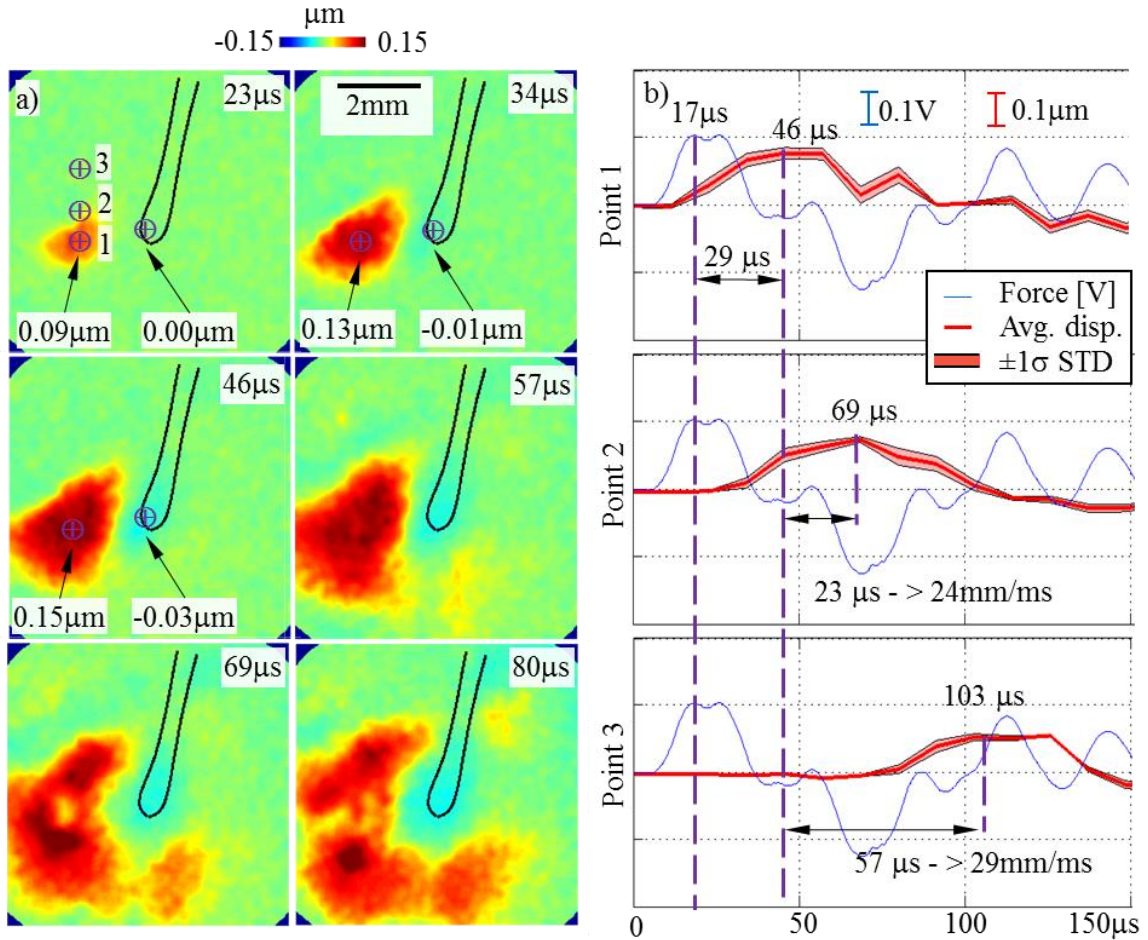 μm
-0.15 0.15
a)
23μs
3
2
1
0.09μm
0.00μm
34μs
2mm
0.13μm
-0.01μm
46μs
0.15μm
-0.03μm
57μs
69μs
80μs
b)
17μs
46 μs
0.1V
0.1μm
29 μs
Point 1
Force [V]
Avg. disp.
±1σ STD
69 μs
Point 2
23 μs - > 24mm/ms
103 μs
Point 3
57 μs - > 29mm/ms
0 50 100 150μs